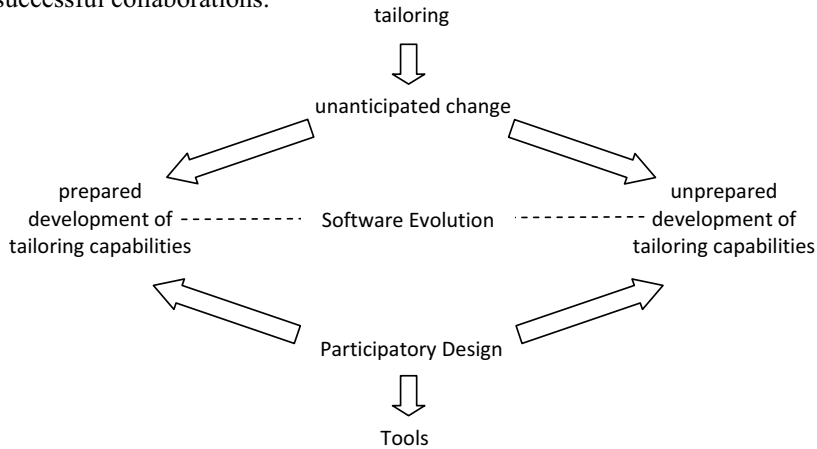 successful collaborations.
tailoring
unanticipated change
prepared
development of
tailoring capabilities
Software Evolution
unprepared
development of
tailoring capabilities
Participatory Design
Tools